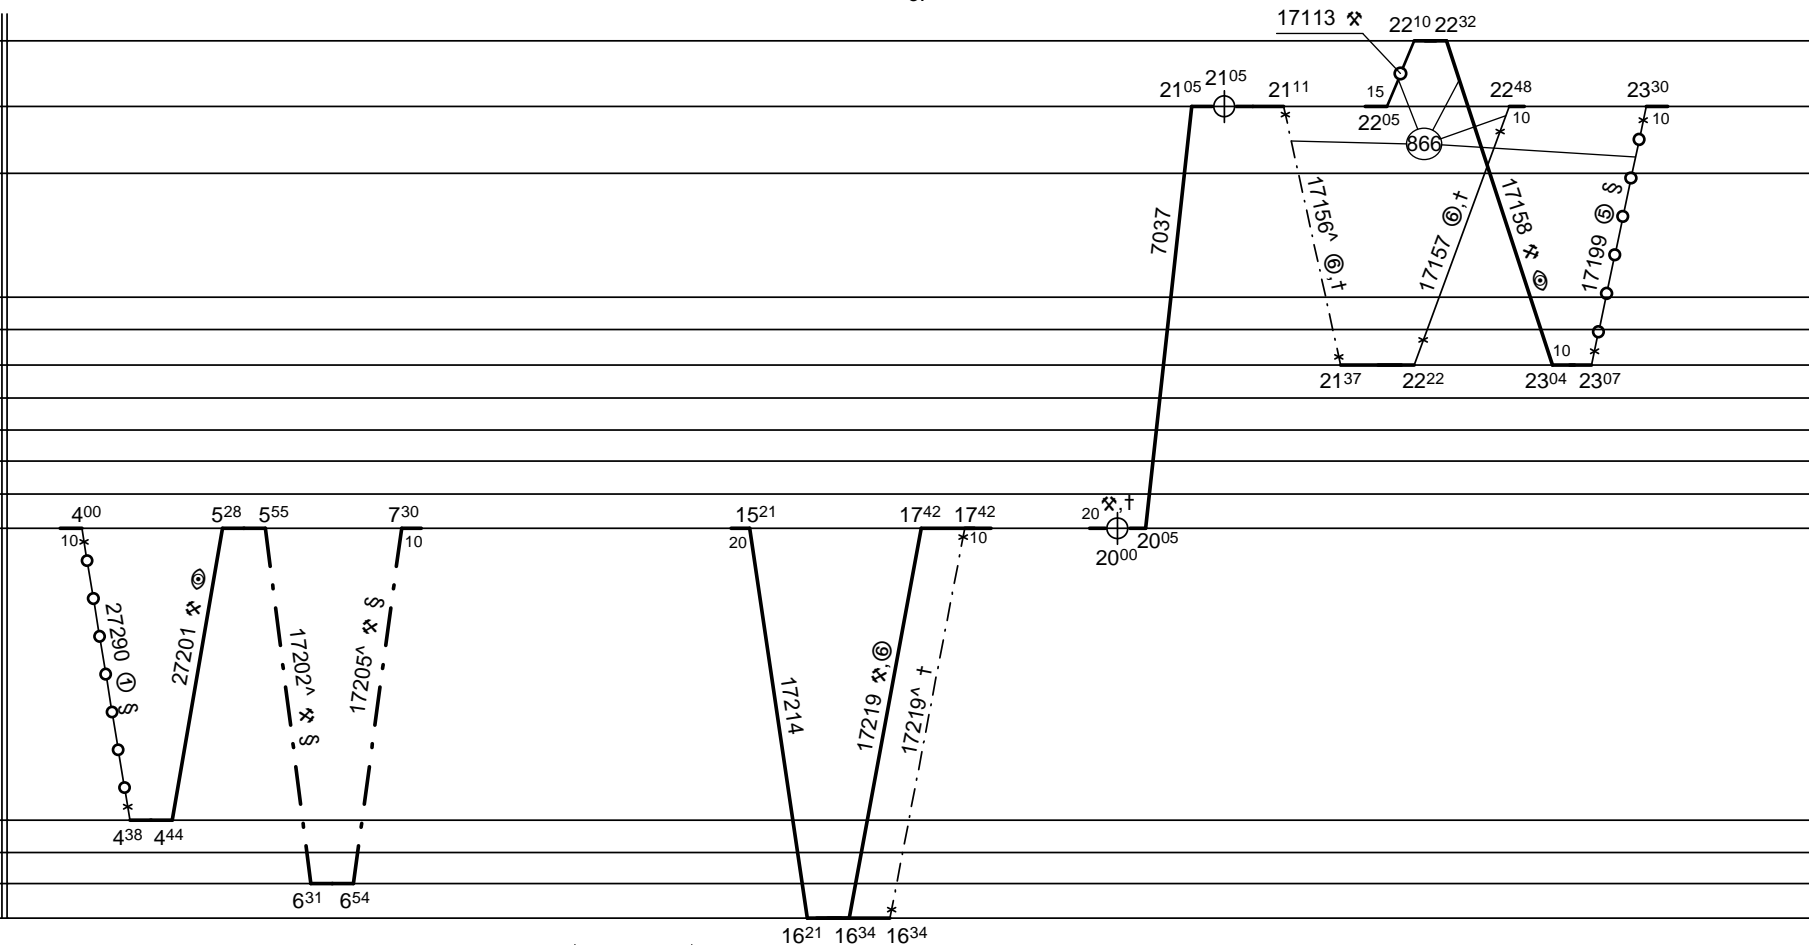 17113 ⚒
22¹⁰ 22³²
21⁰⁵ 21⁰⁵ 21¹¹ 15 22⁴⁸ 23³⁰
22⁰⁵ 10 10
866
7037
17156^ ⑥,†
17157 ⑥,†
17158 ⚒
17199 ⑤ §
21³⁷ 22²² 10 23⁰⁴ 23⁰⁷
4⁰⁰ 5²⁸ 5⁵⁵ 7³⁰ 15²¹ 17⁴² 17⁴² 20 ⚒,†
10 10 20 10 20⁰⁰ 20⁰⁵
27290 ① §
27201 ⚒
17202^ ⚒ §
17205^ ⚒ §
17214
17219 ⚒,⑥
17219^ †
4³⁸ 4⁴⁴
6³¹ 6⁵⁴
16²¹ 16³⁴ 16³⁴